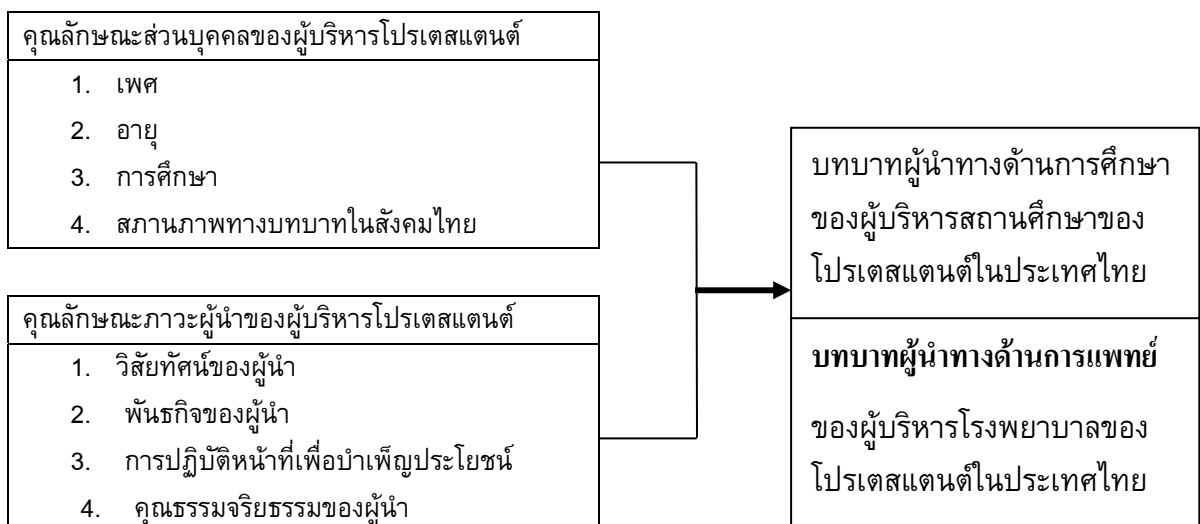 คุณลักษณะส่วนบุคคลของผู้บริหารโปรเตสแตนต์
1. เพศ
2. อายุ
3. การศึกษา
4. สภานภาพทางบทบาทในสังคมไทย
คุณลักษณะภาวะผู้นำของผู้บริหารโปรเตสแตนต์
1. วิสัยทัศน์ของผู้นำ
2. พันธกิจของผู้นำ
3. การปฏิบัติหน้าที่เพื่อบำเพ็ญประโยชน์
4. คุณธรรมจริยธรรมของผู้นำ
บทบาทผู้นำทางด้านการศึกษา
ของผู้บริหารสถานศึกษาของ
โปรเตสแตนต์ในประเทศไทย
บทบาทผู้นำทางด้านการแพทย์
ของผู้บริหารโรงพยาบาลของ
โปรเตสแตนต์ในประเทศไทย